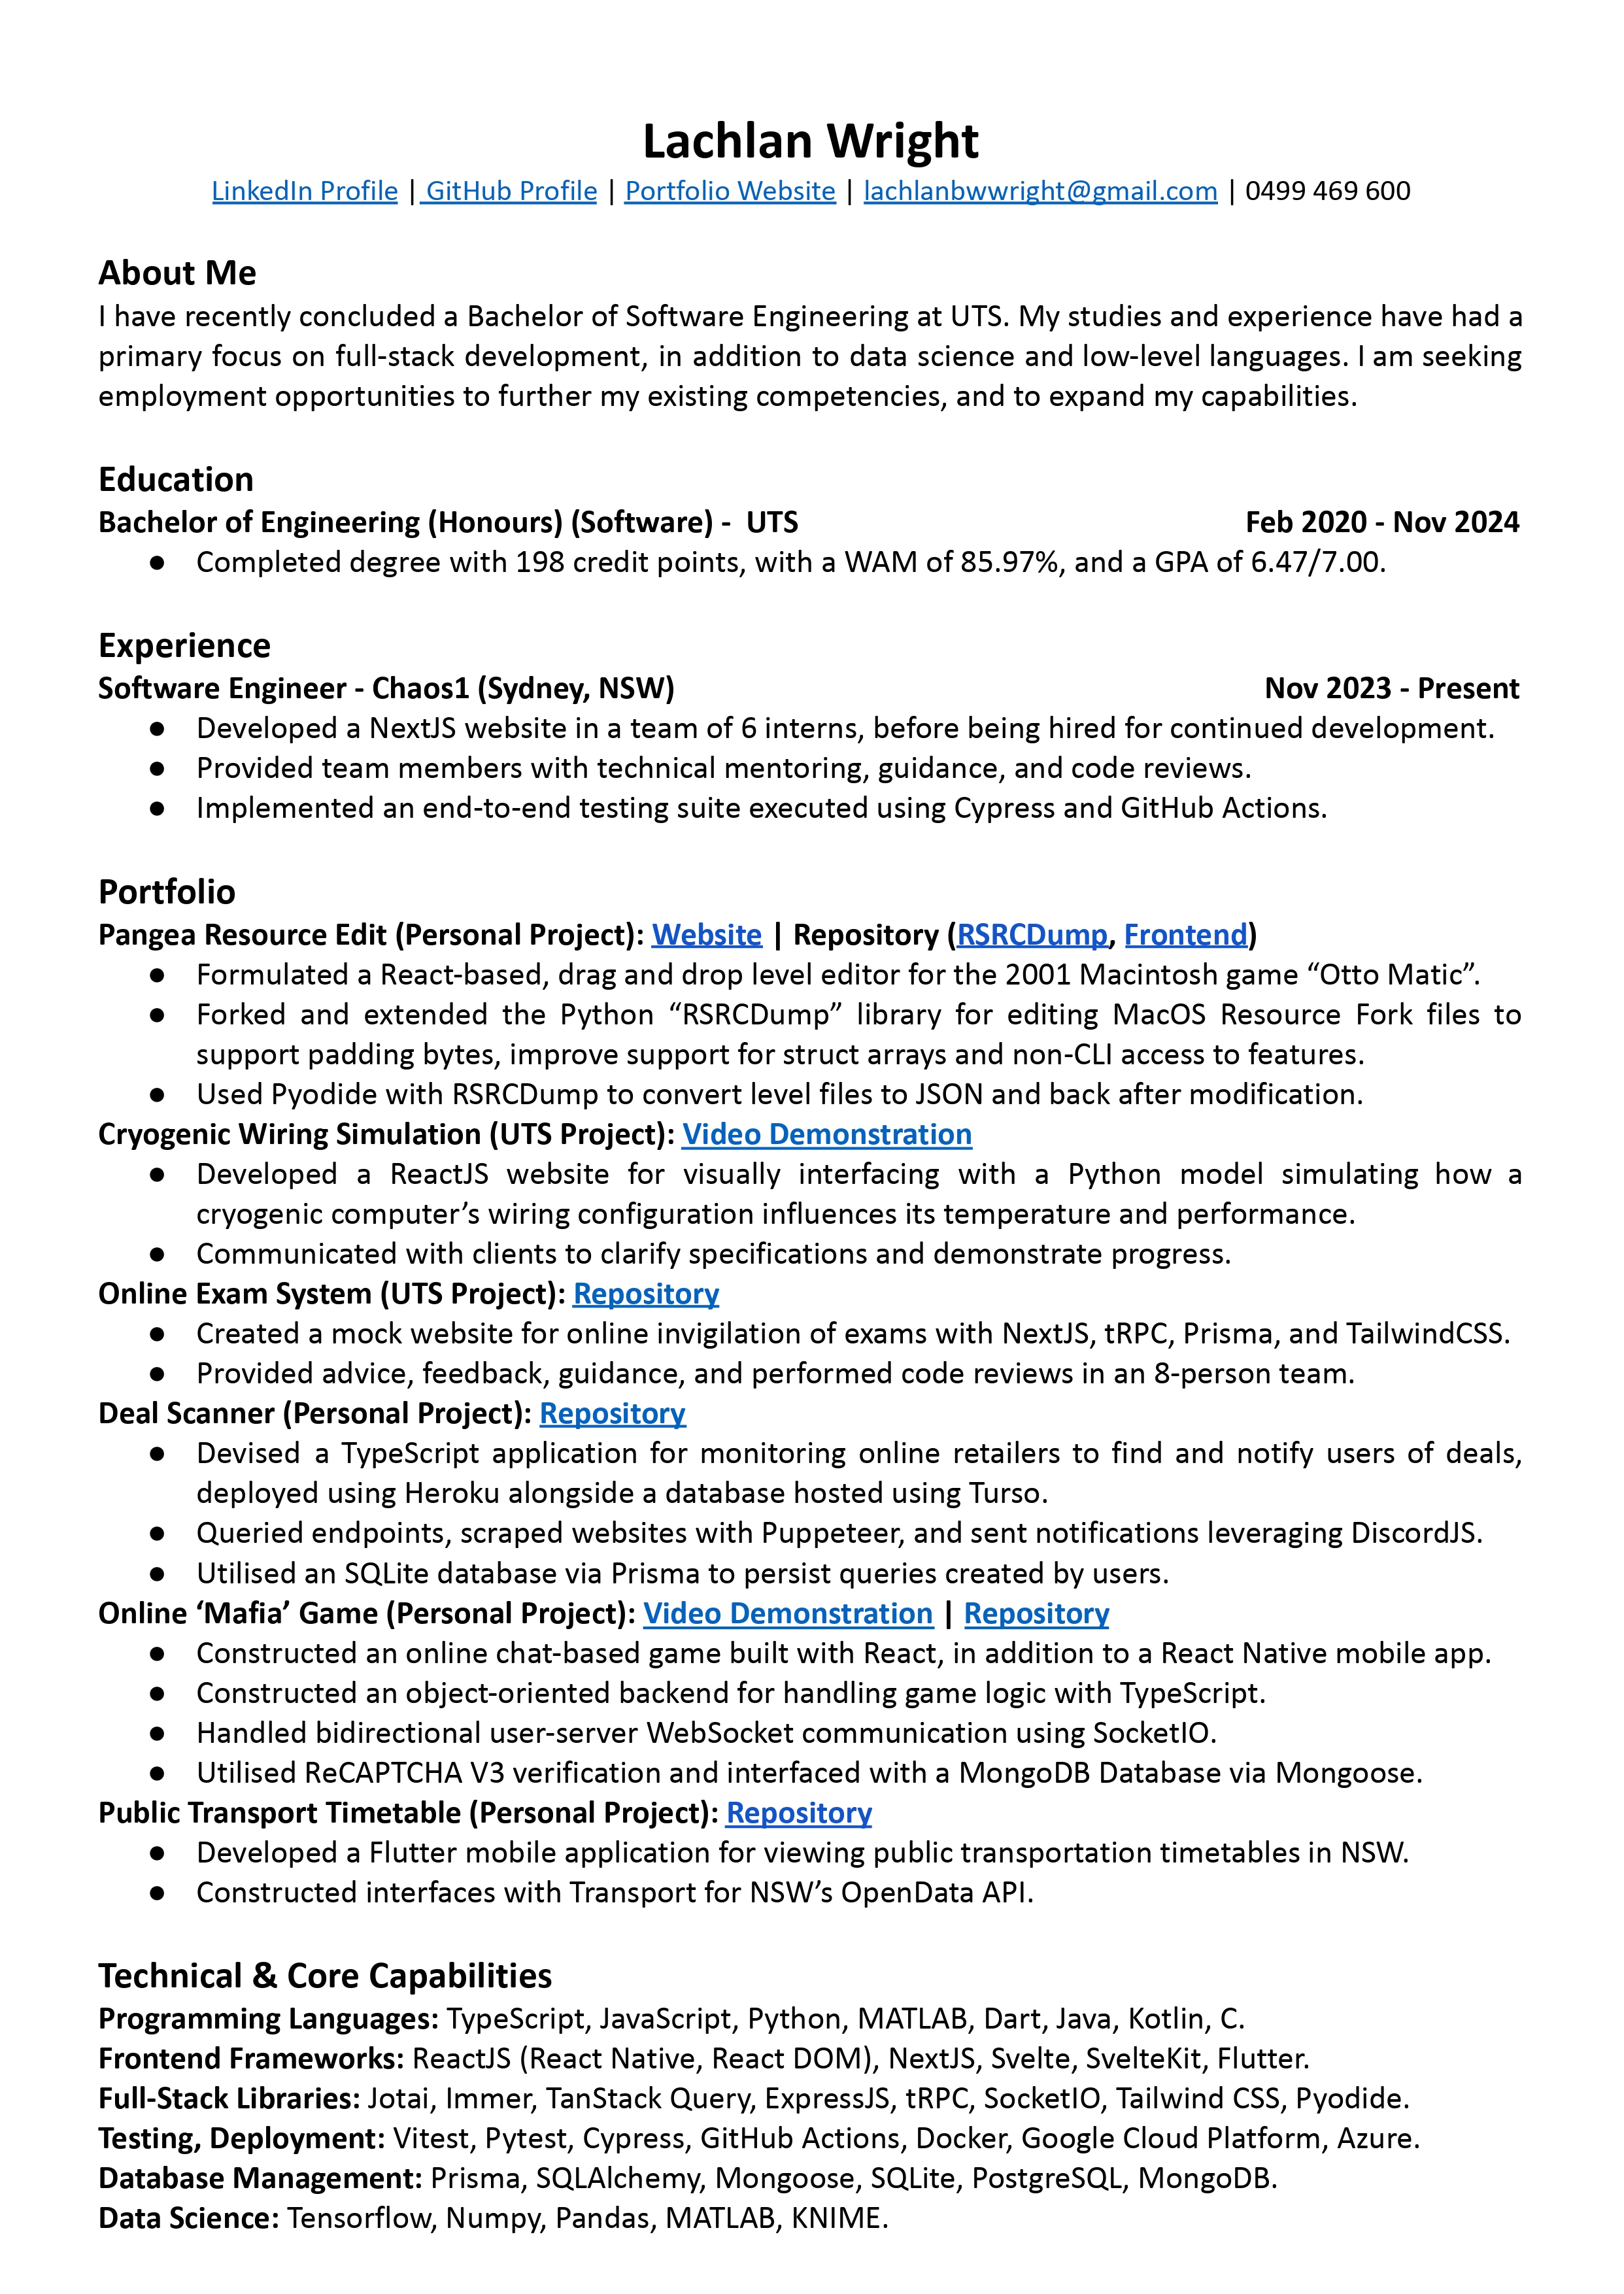 Lachlan Wright
LinkedIn Profile | GitHub Profile | Portfolio Website | lachlanbwwright@gmail.com | 0499 469 600
About Me
I have recently concluded a Bachelor of Software Engineering at UTS. My studies and experience have had a
primary focus on full-stack development, in addition to data science and low-level languages. I am seeking
employment opportunities to further my existing competencies, and to expand my capabilities.
Education
Bachelor of Engineering (Honours) (Software) - UTS Feb 2020 - Nov 2024
● Completed degree with 198 credit points, with a WAM of 85.97%, and a GPA of 6.47/7.00.
Experience
Software Engineer - Chaos1 (Sydney, NSW) Nov 2023 - Present
● Developed a NextJS website in a team of 6 interns, before being hired for continued development.
● Provided team members with technical mentoring, guidance, and code reviews.
● Implemented an end-to-end testing suite executed using Cypress and GitHub Actions.
Portfolio
Pangea Resource Edit (Personal Project): Website | Repository (RSRCDump, Frontend)
● Formulated a React-based, drag and drop level editor for the 2001 Macintosh game “Otto Matic”.
● Forked and extended the Python “RSRCDump” library for editing MacOS Resource Fork files to
support padding bytes, improve support for struct arrays and non-CLI access to features.
● Used Pyodide with RSRCDump to convert level files to JSON and back after modification.
Cryogenic Wiring Simulation (UTS Project): Video Demonstration
● Developed a ReactJS website for visually interfacing with a Python model simulating how a
cryogenic computer’s wiring configuration influences its temperature and performance.
● Communicated with clients to clarify specifications and demonstrate progress.
Online Exam System (UTS Project): Repository
● Created a mock website for online invigilation of exams with NextJS, tRPC, Prisma, and TailwindCSS.
● Provided advice, feedback, guidance, and performed code reviews in an 8-person team.
Deal Scanner (Personal Project): Repository
● Devised a TypeScript application for monitoring online retailers to find and notify users of deals,
deployed using Heroku alongside a database hosted using Turso.
● Queried endpoints, scraped websites with Puppeteer, and sent notifications leveraging DiscordJS.
● Utilised an SQLite database via Prisma to persist queries created by users.
Online ‘Mafia’ Game (Personal Project): Video Demonstration | Repository
● Constructed an online chat-based game built with React, in addition to a React Native mobile app.
● Constructed an object-oriented backend for handling game logic with TypeScript.
● Handled bidirectional user-server WebSocket communication using SocketIO.
● Utilised ReCAPTCHA V3 verification and interfaced with a MongoDB Database via Mongoose.
Public Transport Timetable (Personal Project): Repository
● Developed a Flutter mobile application for viewing public transportation timetables in NSW.
● Constructed interfaces with Transport for NSW’s OpenData API.
Technical & Core Capabilities
Programming Languages: TypeScript, JavaScript, Python, MATLAB, Dart, Java, Kotlin, C.
Frontend Frameworks: ReactJS (React Native, React DOM), NextJS, Svelte, SvelteKit, Flutter.
Full-Stack Libraries: Jotai, Immer, TanStack Query, ExpressJS, tRPC, SocketIO, Tailwind CSS, Pyodide.
Testing, Deployment: Vitest, Pytest, Cypress, GitHub Actions, Docker, Google Cloud Platform, Azure.
Database Management: Prisma, SQLAlchemy, Mongoose, SQLite, PostgreSQL, MongoDB.
Data Science: Tensorflow, Numpy, Pandas, MATLAB, KNIME.